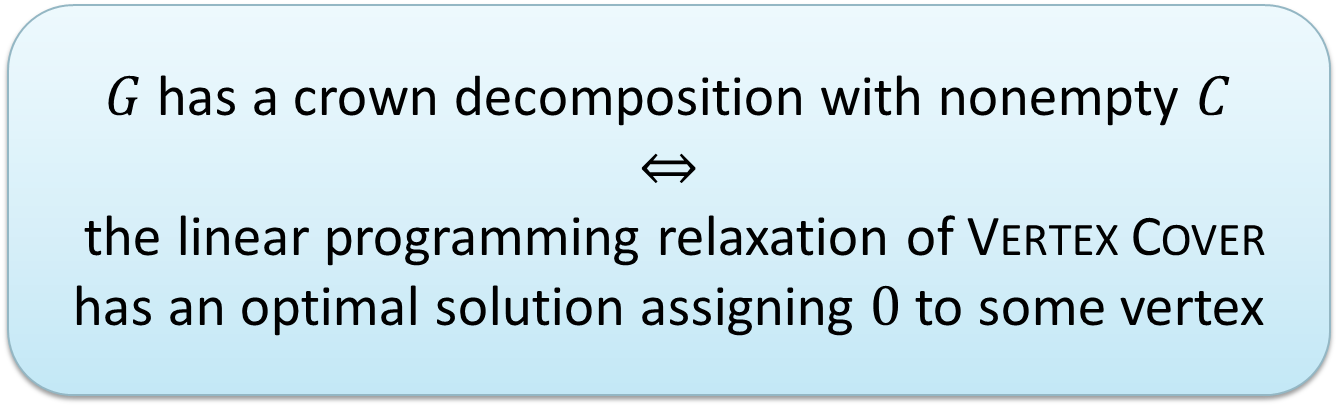 G has a crown decomposition with nonempty C
⇔
the linear programming relaxation of VERTEX COVER
has an optimal solution assigning 0 to some vertex